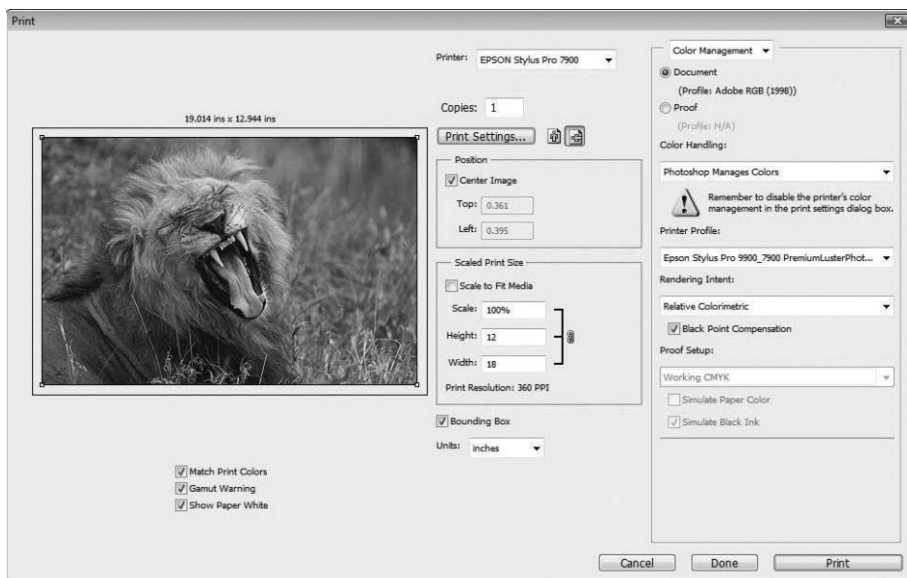 Print
19.014 ins x 12.944 ins
Match Print Colors
Gamut Warning
Show Paper White
Printer: EPSON Stylus Pro 7900
Copies: 1
Print Settings...
Position
Center Image
Top: 0.361
Left: 0.395
Scaled Print Size
Scale to Fit Media
Scale: 100%
Height: 12
Width: 18
Print Resolution: 360 PPI
Bounding Box
Units: inches
Color Management
Document
(Profile: Adobe RGB (1998))
Proof
(Profile: N/A)
Color Handling:
Photoshop Manages Colors
Remember to disable the printer's color
management in the print settings dialog box.
Printer Profile:
Epson Stylus Pro 9900_7900 PremiumLusterPhot...
Rendering Intent:
Relative Colorimetric
Black Point Compensation
Proof Setup:
Working CMYK
Simulate Paper Color
Simulate Black Ink
Cancel
Done
Print